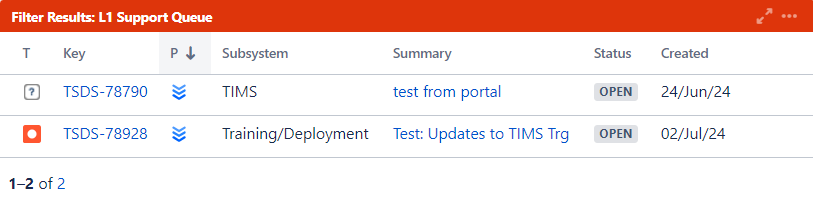 Filter Results: L1 Support Queue
T Key P Subsystem Summary Status Created
? TSDS-78790 TIMS test from portal OPEN 24/Jun/24
TSDS-78928 Training/Deployment Test: Updates to TIMS Trg OPEN 02/Jul/24
1–2 of 2